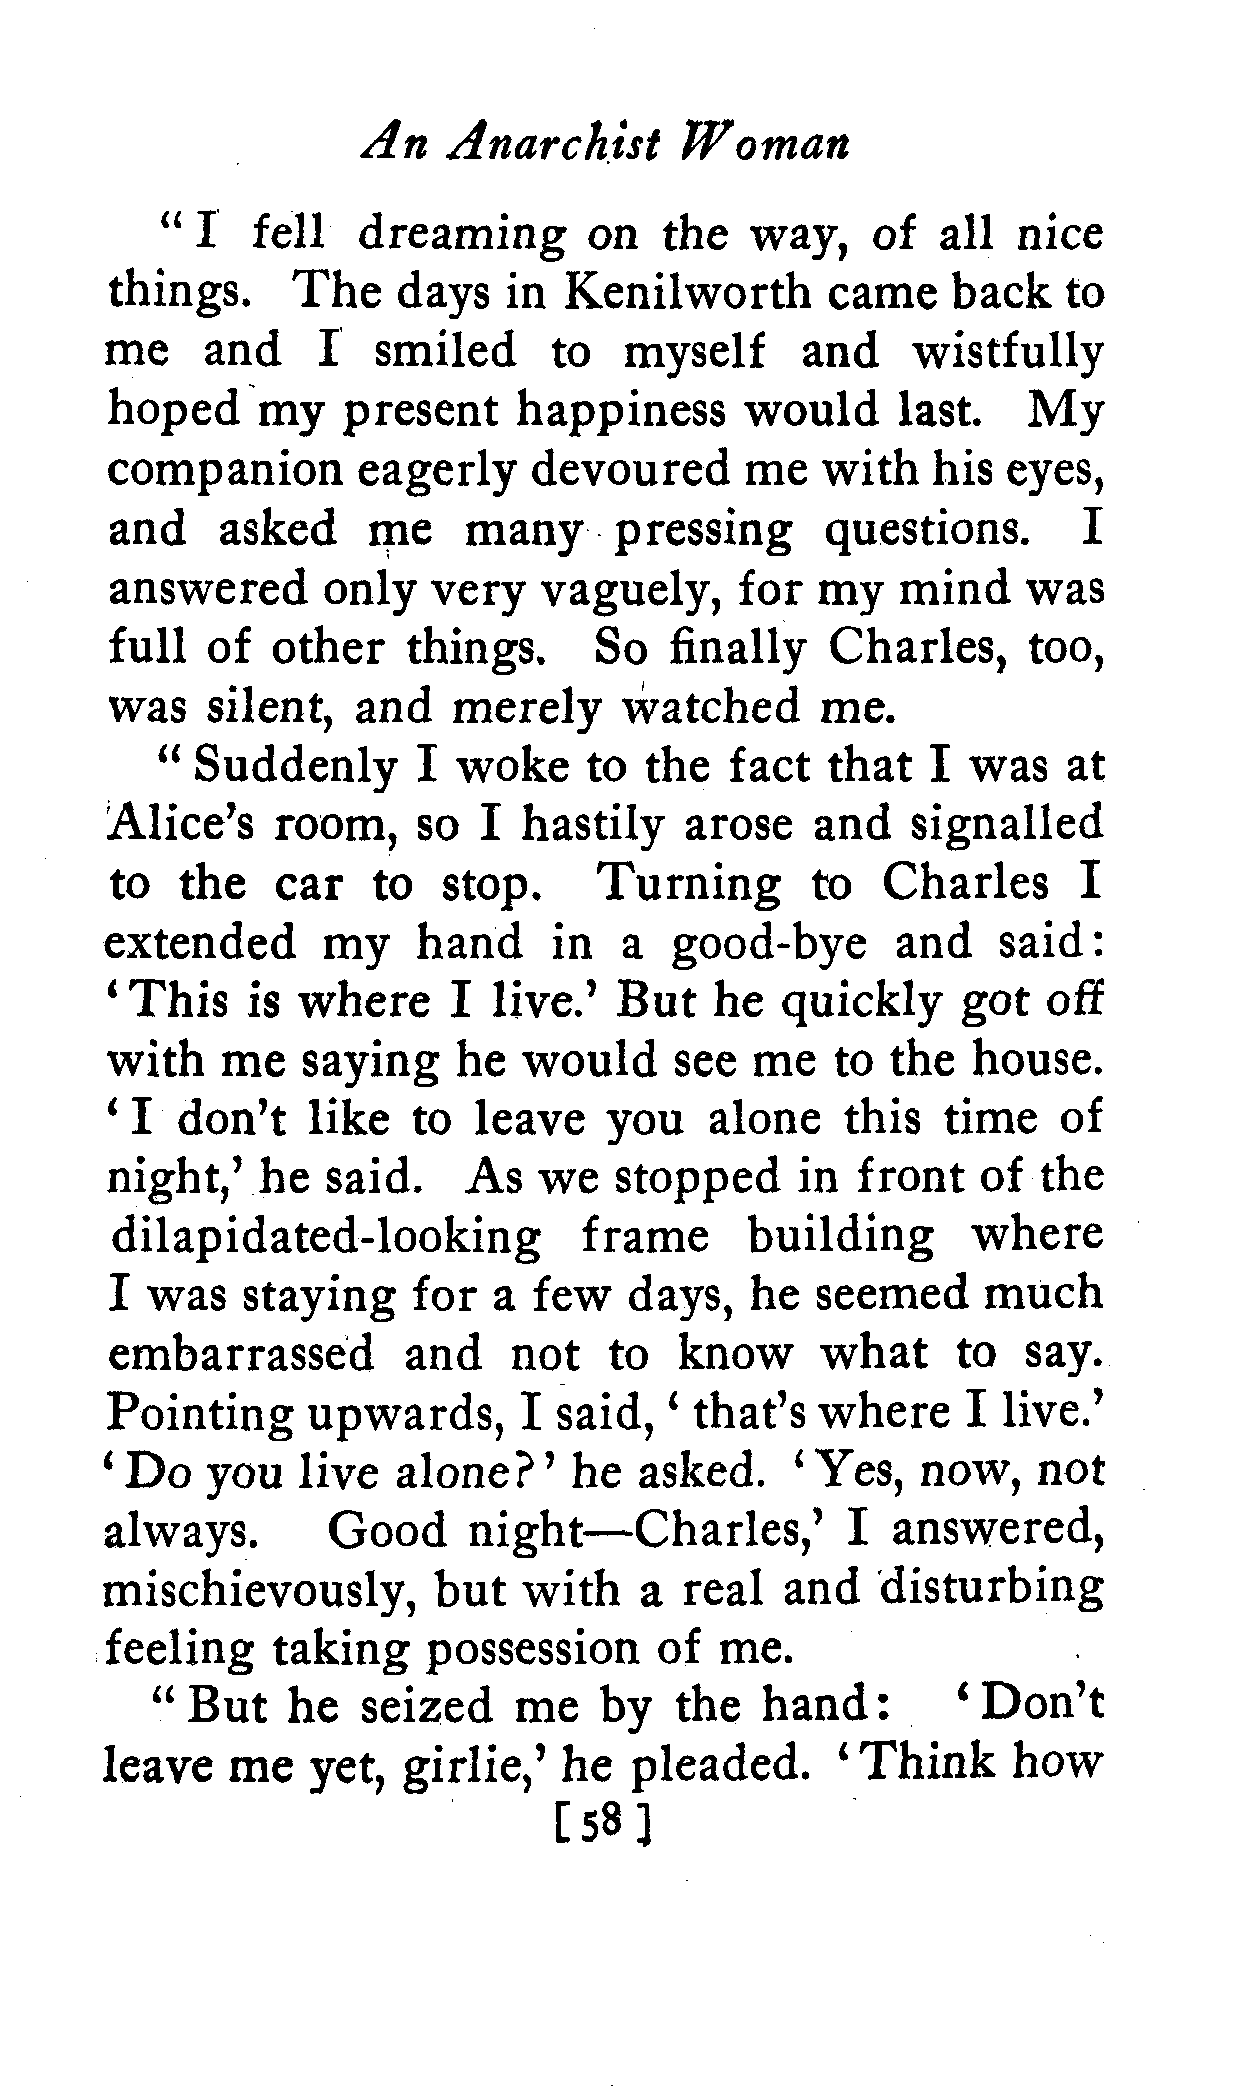 An Anarchist Woman
“ I fell dreaming on the way, of all nice
things. The days in Kenilworth came back to
me and I smiled to myself and wistfully
hoped my present happiness would last. My
companion eagerly devoured me with his eyes,
and asked me many pressing questions. I
answered only very vaguely, for my mind was
full of other things. So finally Charles, too,
was silent, and merely watched me.
“ Suddenly I woke to the fact that I was at
Alice’s room, so I hastily arose and signalled
to the car to stop. Turning to Charles I
extended my hand in a good-bye and said:
‘ This is where I live.’ But he quickly got off
with me saying he would see me to the house.
‘ I don’t like to leave you alone this time of
night,’ he said. As we stopped in front of the
dilapidated-looking frame building where
I was staying for a few days, he seemed much
embarrassed and not to know what to say.
Pointing upwards, I said, ‘ that’s where I live.’
‘ Do you live alone? ’ he asked. ‘ Yes, now, not
always. Good night—Charles,’ I answered,
mischievously, but with a real and disturbing
feeling taking possession of me.
“ But he seized me by the hand: ‘ Don’t
leave me yet, girlie,’ he pleaded. ‘ Think how
[ 58 ]